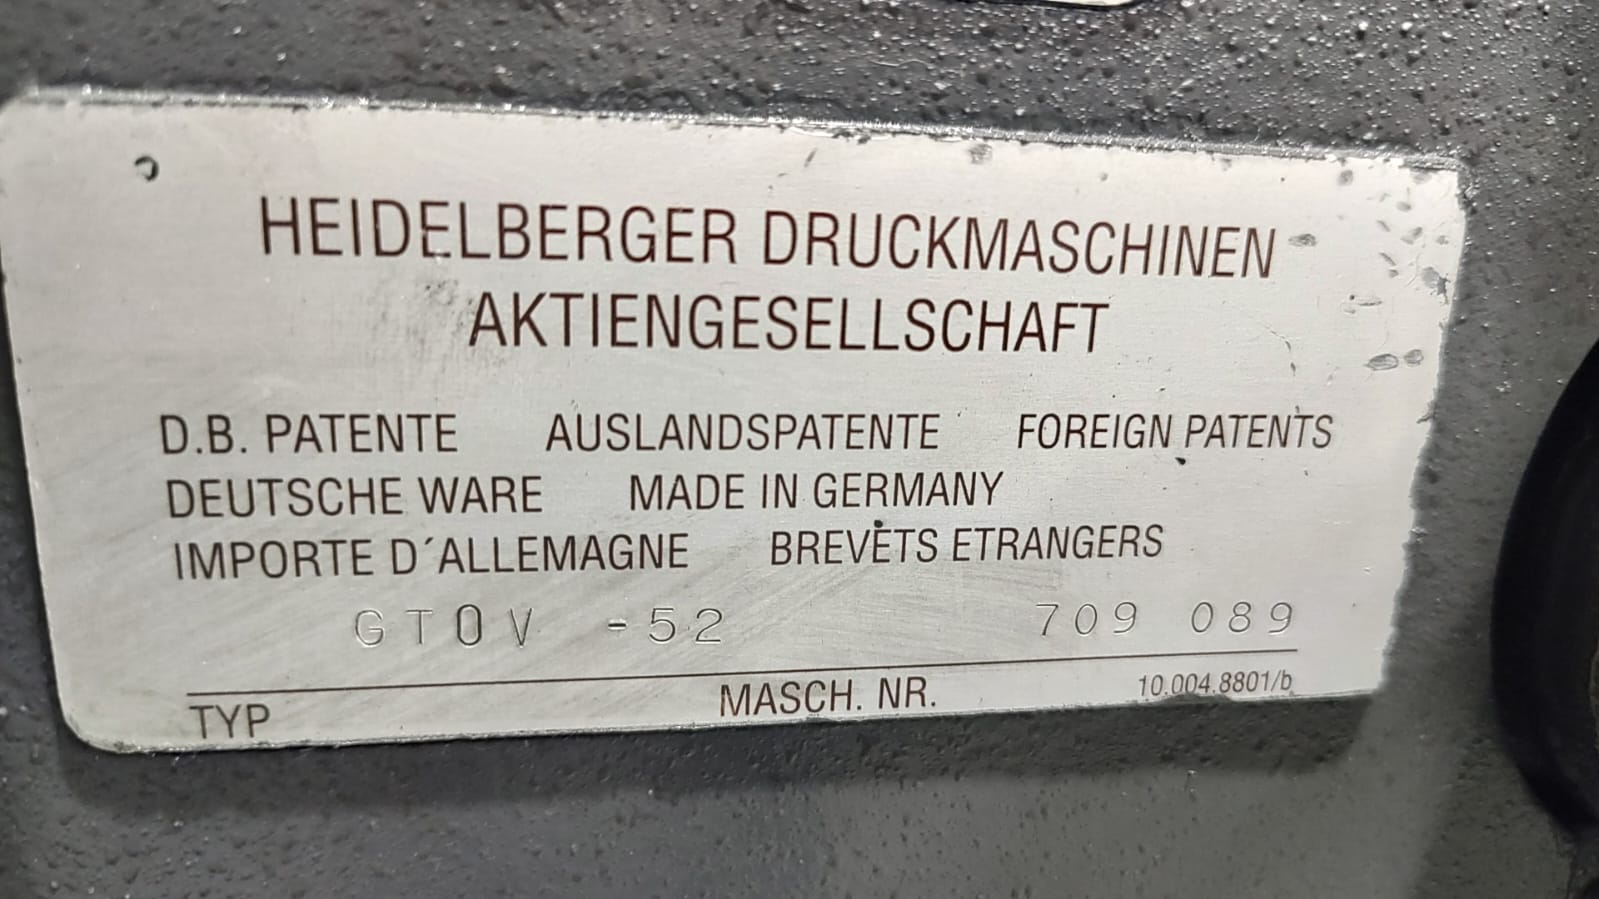 HEIDELBERGER DRUCKMASCHINEN
AKTIENGESELLSCHAFT
D.B. PATENTE AUSLANDSPATENTE FOREIGN PATENTS
DEUTSCHE WARE MADE IN GERMANY
IMPORTE D´ALLEMAGNE BREVETS ETRANGERS
GTOV -52 709 089
TYP MASCH. NR. 10.004.8801/b